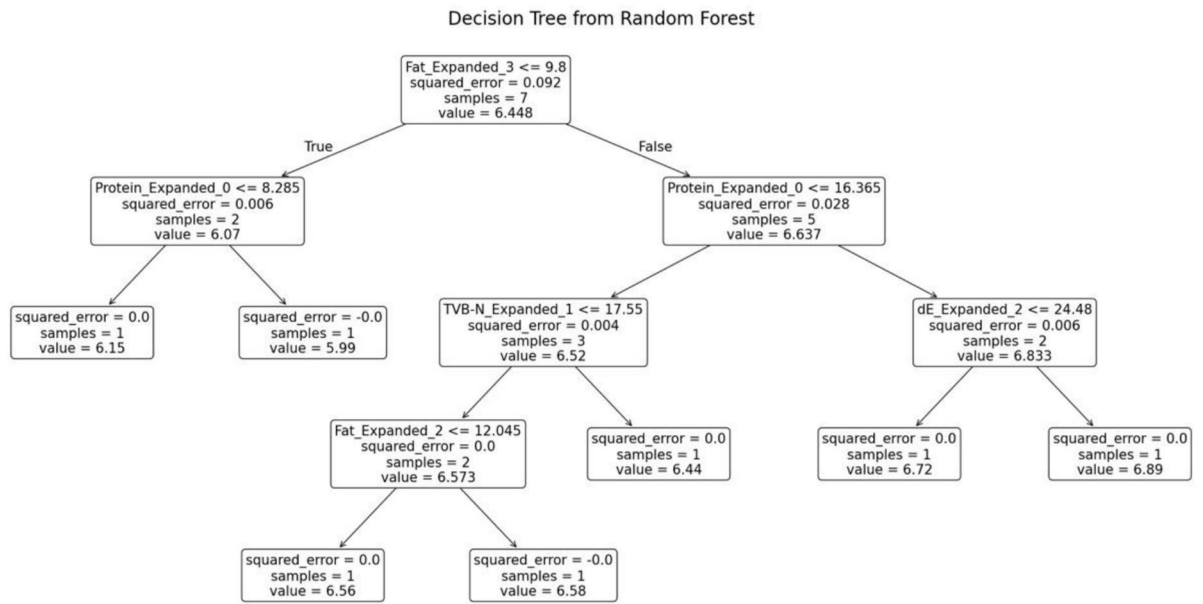 Decision Tree from Random Forest
Fat_Expanded_3 <= 9.8
squared_error = 0.092
samples = 7
value = 6.448
True
False
Protein_Expanded_0 <= 8.285
squared_error = 0.006
samples = 2
value = 6.07
Protein_Expanded_0 <= 16.365
squared_error = 0.028
samples = 5
value = 6.637
squared_error = 0.0
samples = 1
value = 6.15
squared_error = -0.0
samples = 1
value = 5.99
TVB-N_Expanded_1 <= 17.55
squared_error = 0.004
samples = 3
value = 6.52
dE_Expanded_2 <= 24.48
squared_error = 0.006
samples = 2
value = 6.833
Fat_Expanded_2 <= 12.045
squared_error = 0.0
samples = 2
value = 6.573
squared_error = 0.0
samples = 1
value = 6.44
squared_error = 0.0
samples = 1
value = 6.72
squared_error = 0.0
samples = 1
value = 6.89
squared_error = 0.0
samples = 1
value = 6.56
squared_error = -0.0
samples = 1
value = 6.58